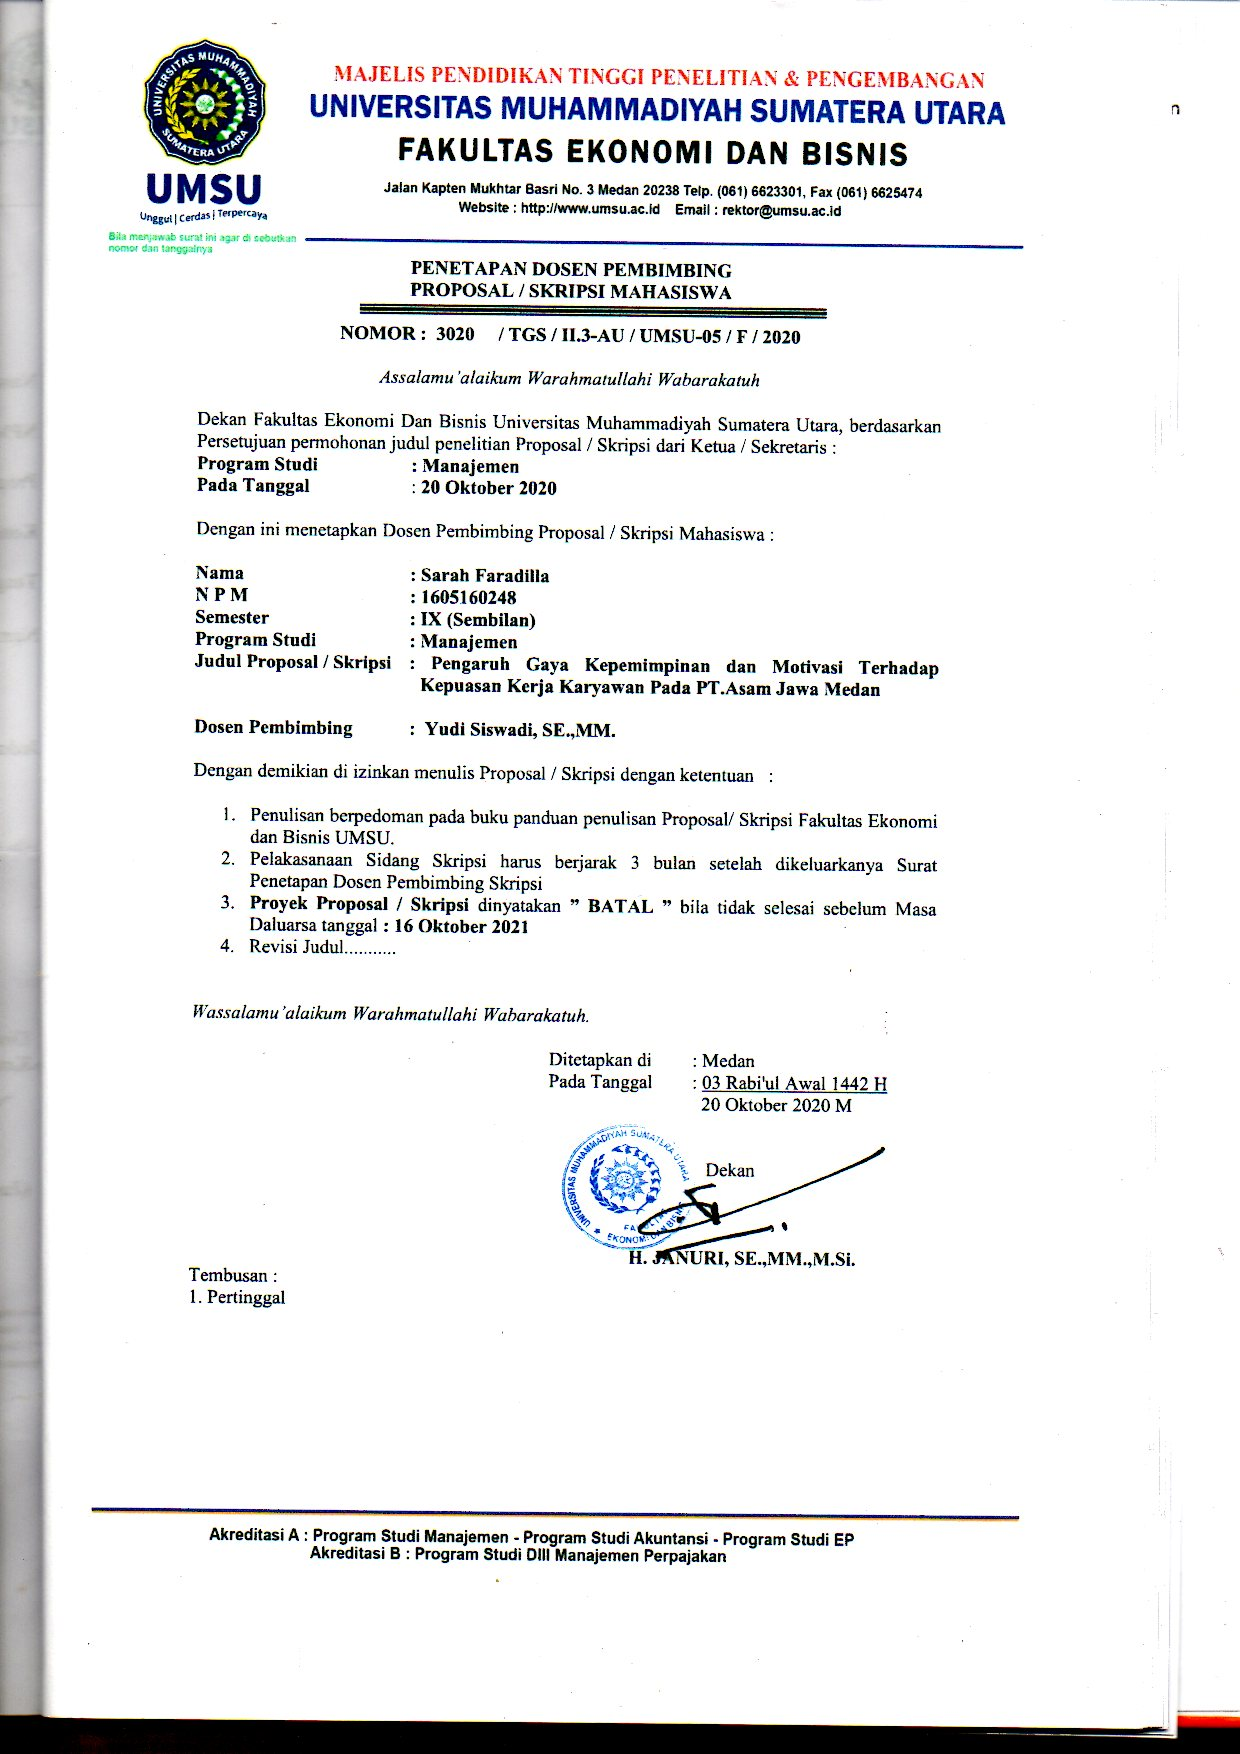 UNIVERSITAS MUHAMMADIYAH
SUMATERA UTARA
UMSU
Unggul | Cerdas | Terpercaya
Bila menjawab surat ini agar di sebutkan
nomor dan tanggalnya
MAJELIS PENDIDIKAN TINGGI PENELITIAN & PENGEMBANGAN
UNIVERSITAS MUHAMMADIYAH SUMATERA UTARA
FAKULTAS EKONOMI DAN BISNIS
Jalan Kapten Mukhtar Basri No. 3 Medan 20238 Telp. (061) 6623301, Fax (061) 6625474
Website : http://www.umsu.ac.id Email : rektor@umsu.ac.id
n
PENETAPAN DOSEN PEMBIMBING
PROPOSAL / SKRIPSI MAHASISWA
NOMOR : 3020 / TGS / II.3-AU / UMSU-05 / F / 2020
Assalamu'alaikum Warahmatullahi Wabarakatuh
Dekan Fakultas Ekonomi Dan Bisnis Universitas Muhammadiyah Sumatera Utara, berdasarkan
Persetujuan permohonan judul penelitian Proposal / Skripsi dari Ketua / Sekretaris :
Program Studi : Manajemen
Pada Tanggal : 20 Oktober 2020
Dengan ini menetapkan Dosen Pembimbing Proposal / Skripsi Mahasiswa :
Nama : Sarah Faradilla
N P M : 1605160248
Semester : IX (Sembilan)
Program Studi : Manajemen
Judul Proposal / Skripsi : Pengaruh Gaya Kepemimpinan dan Motivasi Terhadap
Kepuasan Kerja Karyawan Pada PT.Asam Jawa Medan
Dosen Pembimbing : Yudi Siswadi, SE.,MM.
Dengan demikian di izinkan menulis Proposal / Skripsi dengan ketentuan :
1. Penulisan berpedoman pada buku panduan penulisan Proposal/ Skripsi Fakultas Ekonomi
dan Bisnis UMSU.
2. Pelakasanaan Sidang Skripsi harus berjarak 3 bulan setelah dikeluarkanya Surat
Penetapan Dosen Pembimbing Skripsi
3. Proyek Proposal / Skripsi dinyatakan ” BATAL ” bila tidak selesai sebelum Masa
Daluarsa tanggal : 16 Oktober 2021
4. Revisi Judul...........
Wassalamu'alaikum Warahmatullahi Wabarakatuh.
Ditetapkan di : Medan
Pada Tanggal : 03 Rabi'ul Awal 1442 H
20 Oktober 2020 M
Dekan
UNIVERSITAS MUHAMMADIYAH SUMATERA UTARA
FAKULTAS
EKONOMI DAN BISNIS
H. JANURI, SE.,MM.,M.Si.
Tembusan :
1. Pertinggal
Akreditasi A : Program Studi Manajemen - Program Studi Akuntansi - Program Studi EP
Akreditasi B : Program Studi DIII Manajemen Perpajakan